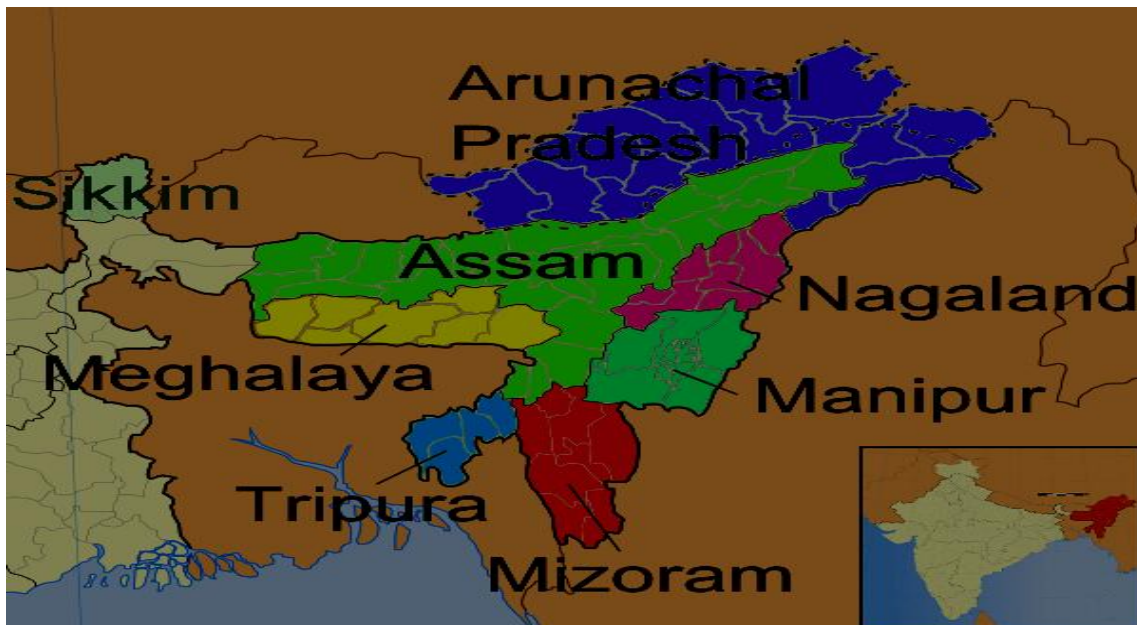 Arunachal
Pradesh
Sikkim
Assam
Nagaland
Meghalaya
Manipur
Tripura
Mizoram